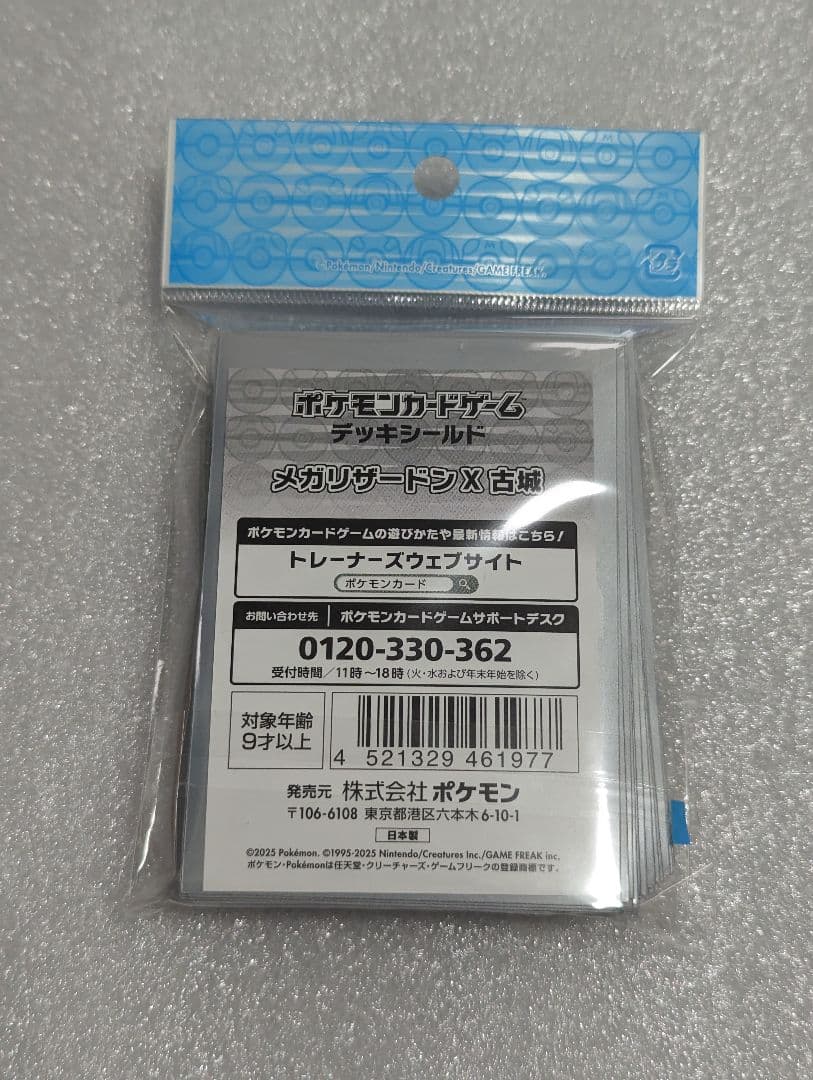 ©Pokémon/Nintendo/Creatures/GAME FREAK.
ポケモンカードゲーム
デッキシールド
メガリザードンX 古城
ポケモンカードゲームの遊びかたや最新情報はこちら!
トレーナーズウェブサイト
ポケモンカード
お問い合わせ先 ポケモンカードゲームサポートデスク
0120-330-362
受付時間/11時~18時(火・水および年末年始を除く)
対象年齢
9才以上
4 521329 461977
発売元 株式会社 ポケモン
〒106-6108 東京都港区六本木6-10-1
日本製
©2025 Pokémon. ©1995-2025 Nintendo/Creatures Inc./GAME FREAK inc.
ポケモン・Pokémonは任天堂・クリーチャーズ・ゲームフリークの登録商標です。